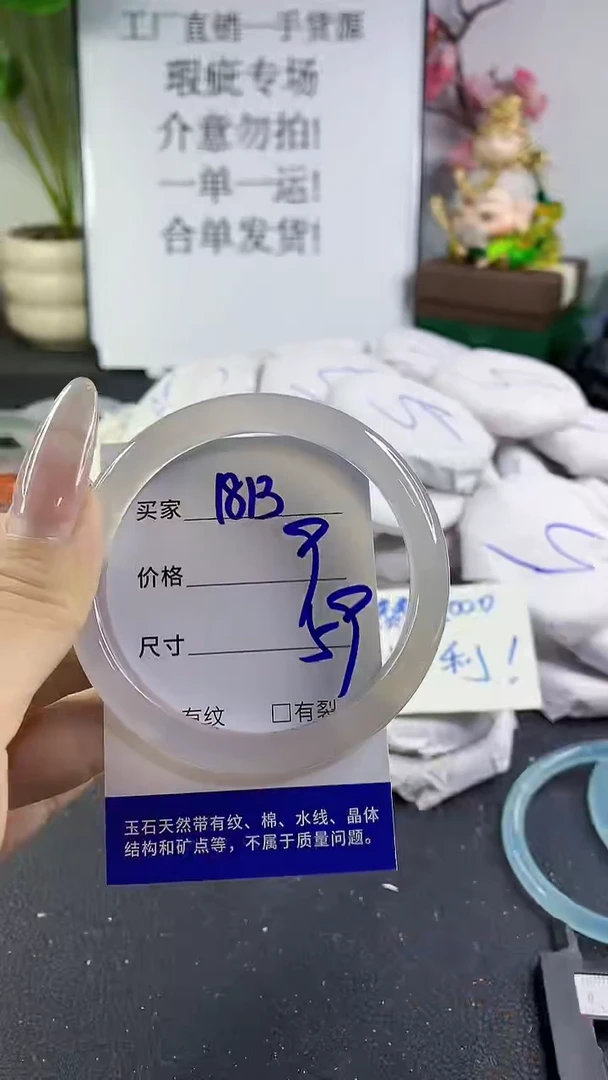 工厂直销一手货源
瑕疵专场
介意勿拍!
一单一运!
合单发货!
买家 1813
价格 9
尺寸 59
有纹 □有裂
利!
玉石天然带有纹、棉、水线、晶体
结构和矿点等，不属于质量问题。